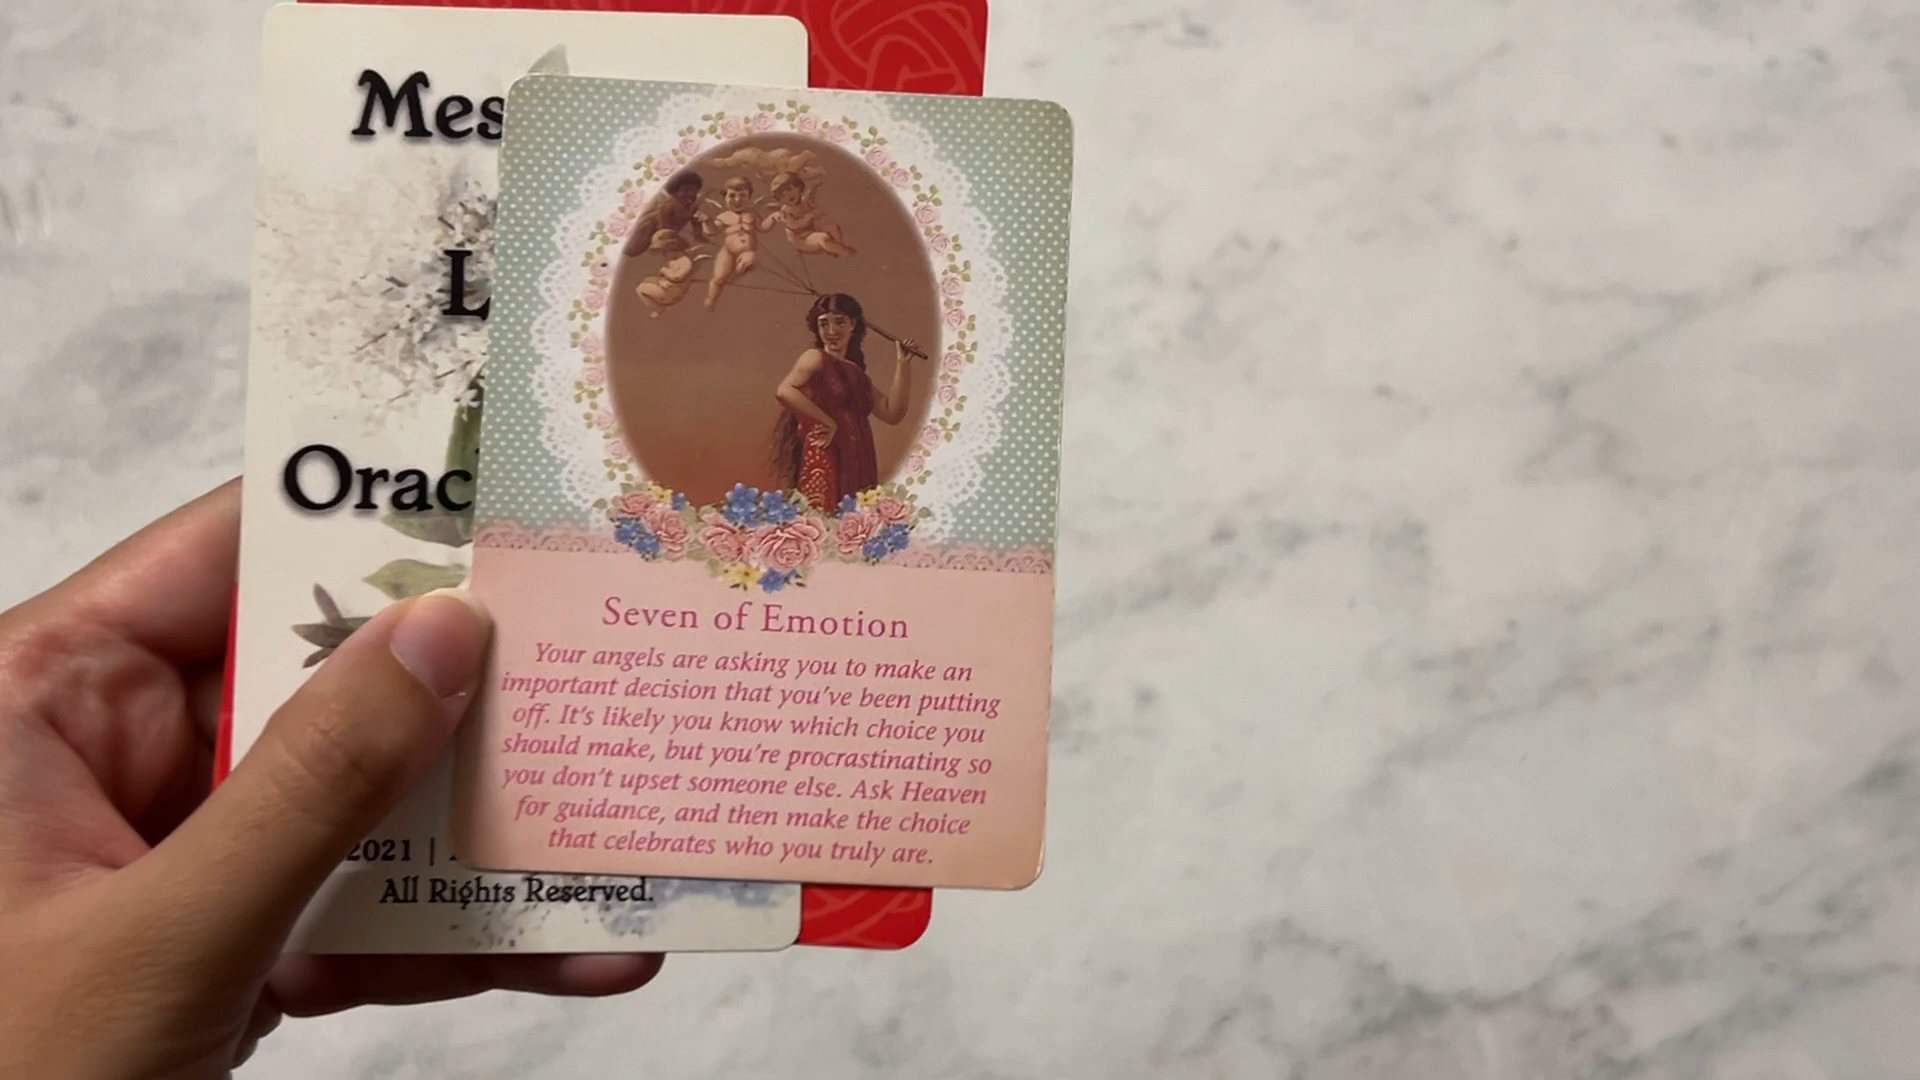 Mes
L
Orac
2021 |
All Rights Reserved.
Seven of Emotion
Your angels are asking you to make an
important decision that you've been putting
off. It's likely you know which choice you
should make, but you're procrastinating so
you don't upset someone else. Ask Heaven
for guidance, and then make the choice
that celebrates who you truly are.